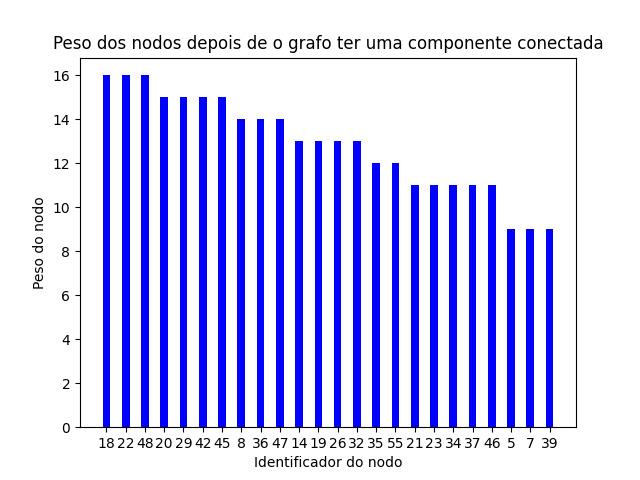 Peso dos nodos depois de o grafo ter uma componente conectada
Peso do nodo
16
14
12
10
8
6
4
2
0
18 22 48 20 29 42 45 8 36 47 14 19 26 32 35 55 21 23 34 37 46 5 7 39
Identificador do nodo